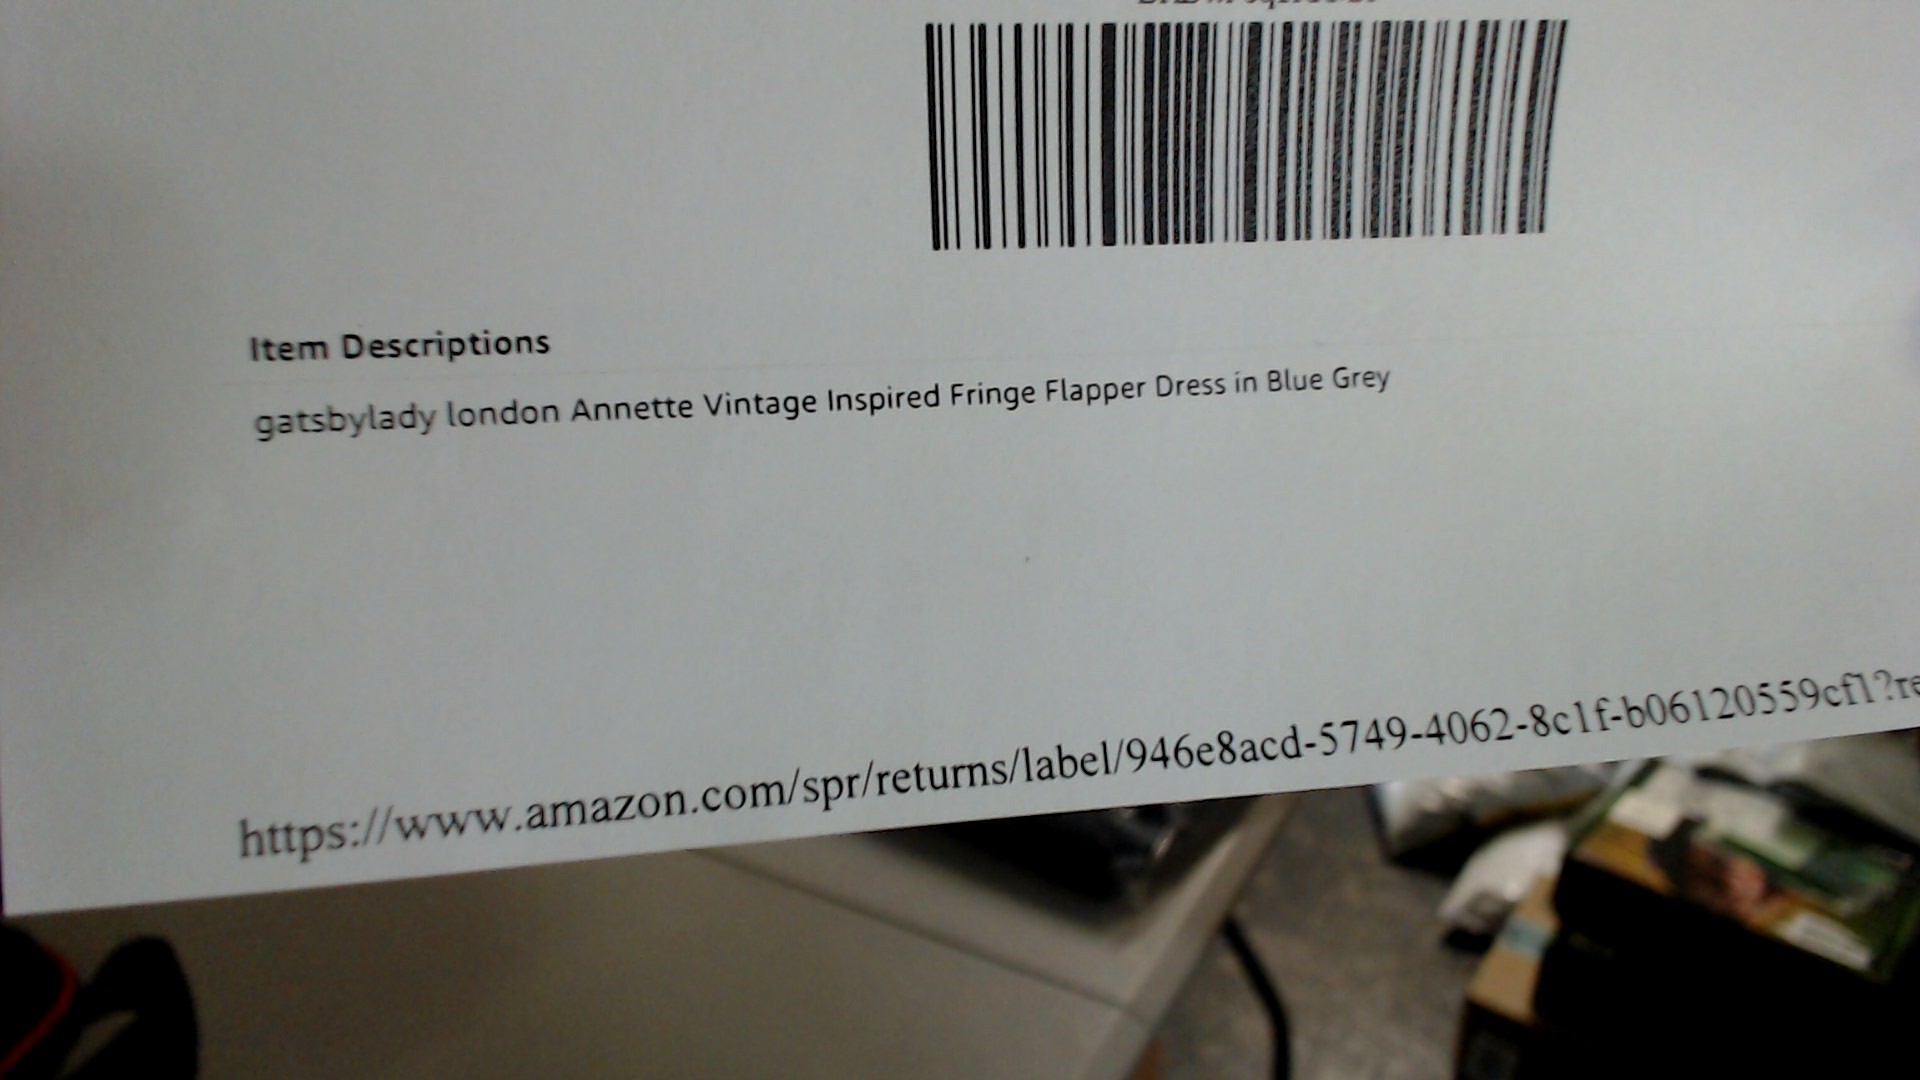 Item Descriptions
gatsbylady london Annette Vintage Inspired Fringe Flapper Dress in Blue Grey
https://www.amazon.com/spr/returns/label/946e8acd-5749-4062-8c1f-b06120559cf1?re